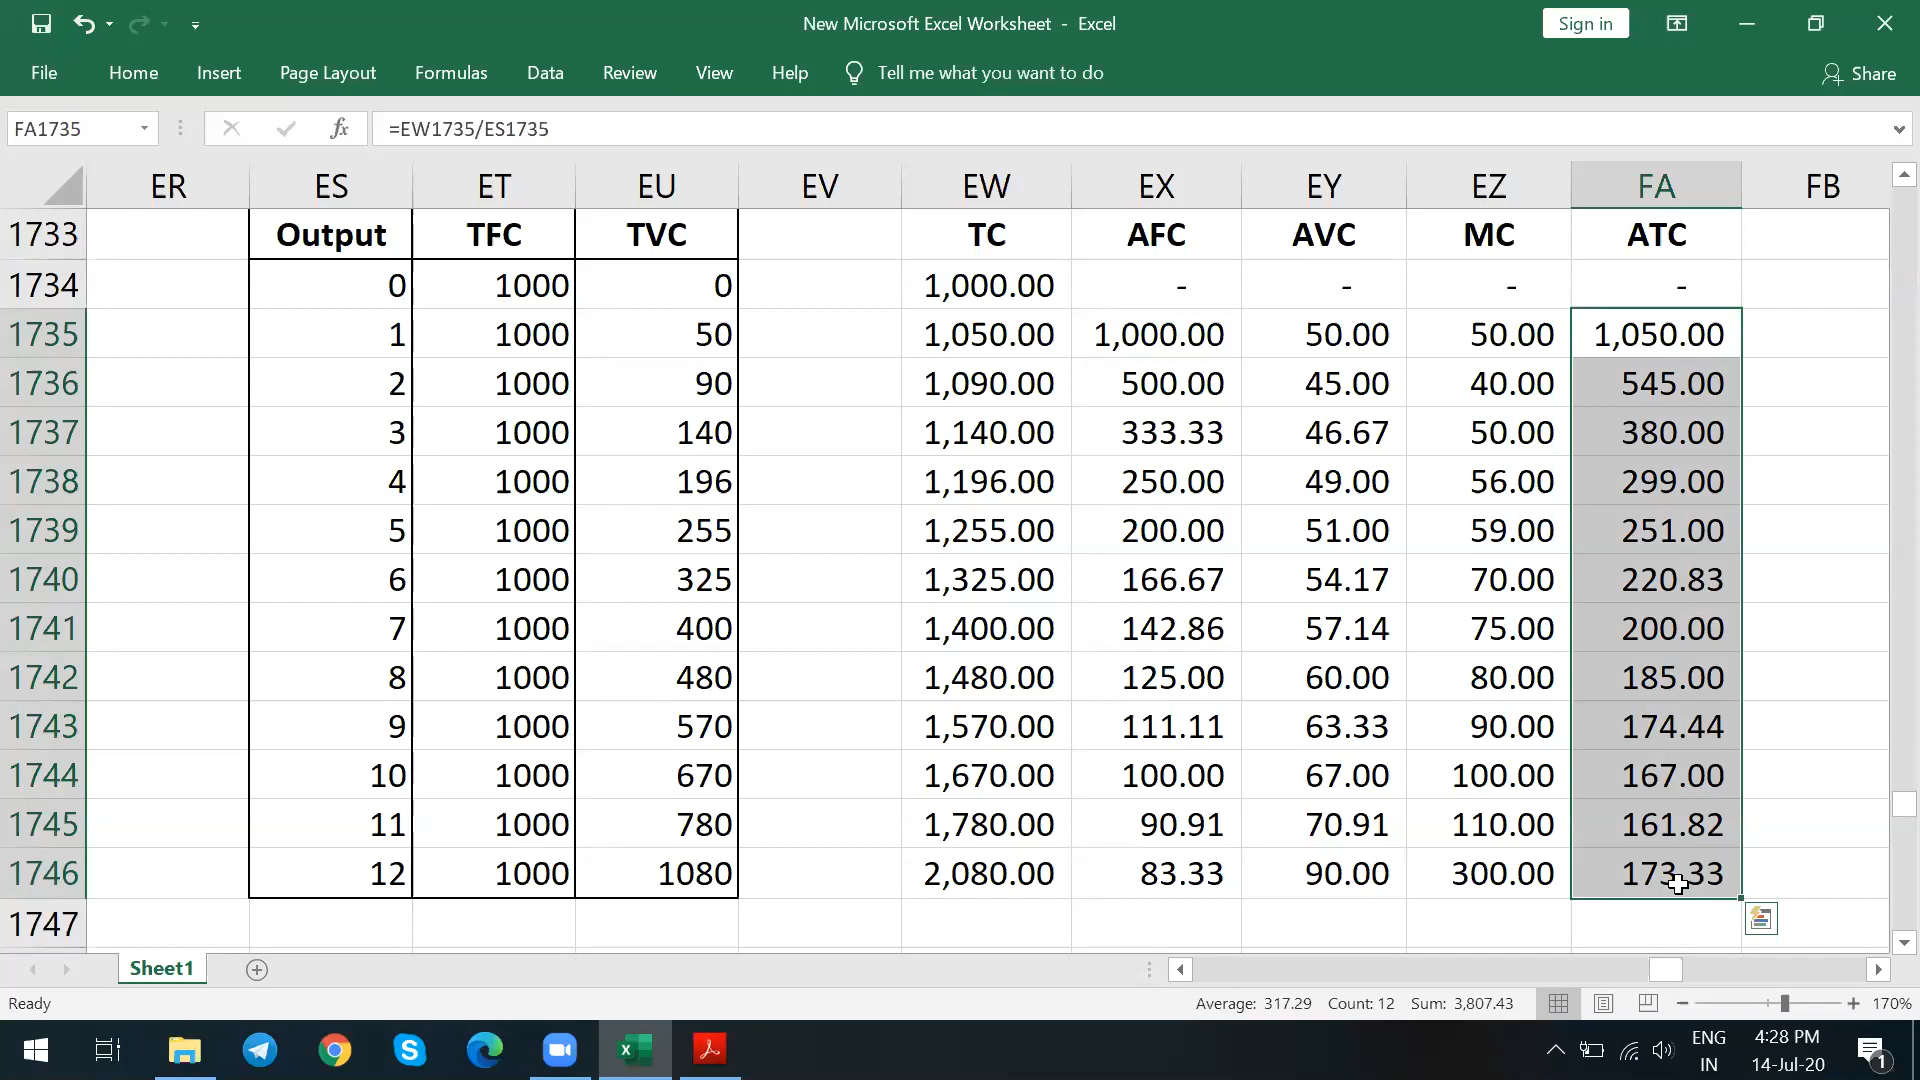 New Microsoft Excel Worksheet - Excel
Sign in
File Home Insert Page Layout Formulas Data Review View Help Tell me what you want to do Share
FA1735 fx =EW1735/ES1735
ER ES ET EU EV EW EX EY EZ FA FB
1733 Output TFC TVC TC AFC AVC MC ATC
1734 0 1000 0 1,000.00 - - - -
1735 1 1000 50 1,050.00 1,000.00 50.00 50.00 1,050.00
1736 2 1000 90 1,090.00 500.00 45.00 40.00 545.00
1737 3 1000 140 1,140.00 333.33 46.67 50.00 380.00
1738 4 1000 196 1,196.00 250.00 49.00 56.00 299.00
1739 5 1000 255 1,255.00 200.00 51.00 59.00 251.00
1740 6 1000 325 1,325.00 166.67 54.17 70.00 220.83
1741 7 1000 400 1,400.00 142.86 57.14 75.00 200.00
1742 8 1000 480 1,480.00 125.00 60.00 80.00 185.00
1743 9 1000 570 1,570.00 111.11 63.33 90.00 174.44
1744 10 1000 670 1,670.00 100.00 67.00 100.00 167.00
1745 11 1000 780 1,780.00 90.91 70.91 110.00 161.82
1746 12 1000 1080 2,080.00 83.33 90.00 300.00 173.33
1747
Sheet1
Ready Average: 317.29 Count: 12 Sum: 3,807.43 170%
ENG 4:28 PM
IN 14-Jul-20 1